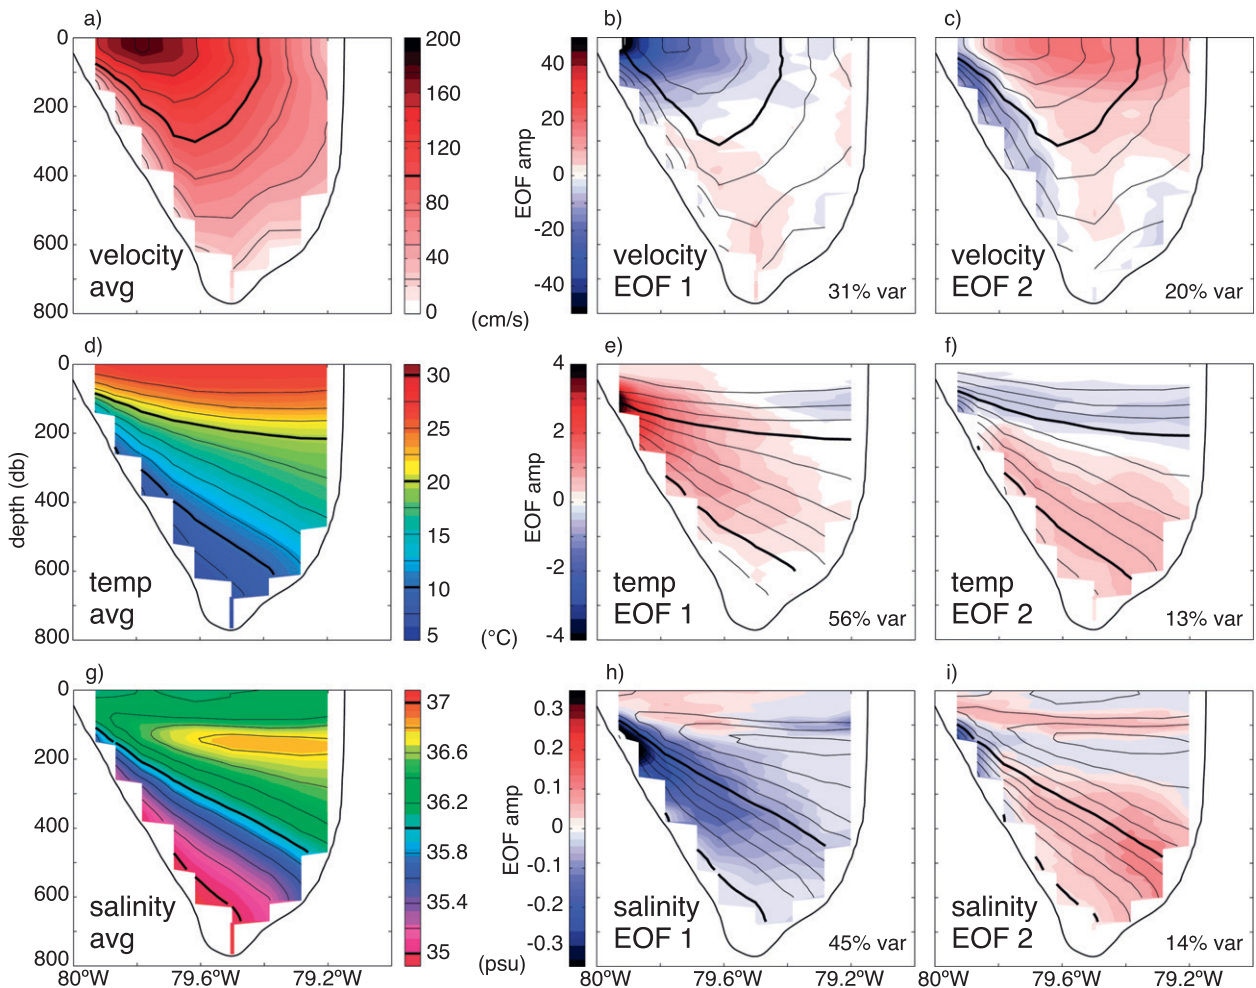 a)
b)
c)
0
200
400
600
800
velocity
avg
200
160
120
80
40
0
(cm/s)
40
20
0
-20
-40
EOF amp
velocity
EOF 1
31% var
velocity
EOF 2
20% var
d)
e)
f)
0
200
400
600
800
depth (db)
temp
avg
30
25
20
15
10
5
(°C)
4
2
0
-2
-4
EOF amp
temp
EOF 1
56% var
temp
EOF 2
13% var
g)
h)
i)
0
200
400
600
800
salinity
avg
37
36.6
36.2
35.8
35.4
35
(psu)
0.3
0.2
0.1
0
-0.1
-0.2
-0.3
EOF amp
salinity
EOF 1
45% var
salinity
EOF 2
14% var
80°W 79.6°W 79.2°W
80°W 79.6°W 79.2°W
80°W 79.6°W 79.2°W